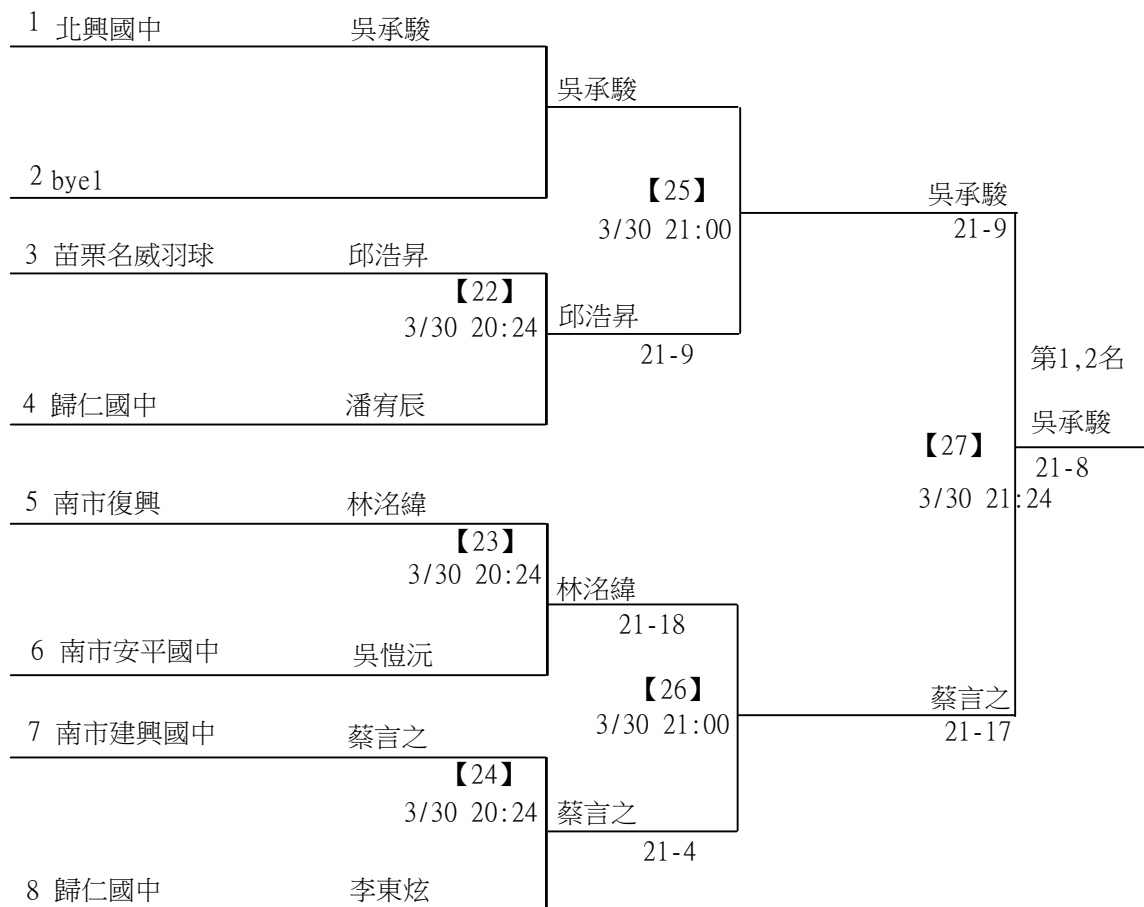 1 北興國中 吳承駿
吳承駿
2 bye1
【25】
吳承駿
3/30 21:00
21-9
3 苗栗名威羽球 邱浩昇
【22】
3/30 20:24
邱浩昇
21-9
第1,2名
4 歸仁國中 潘宥辰
吳承駿
【27】
21-8
3/30 21:24
5 南市復興 林洺緯
【23】
3/30 20:24
林洺緯
21-18
6 南市安平國中 吳愷沅
【26】
蔡言之
3/30 21:00
21-17
7 南市建興國中 蔡言之
【24】
3/30 20:24
蔡言之
21-4
8 歸仁國中 李東炫